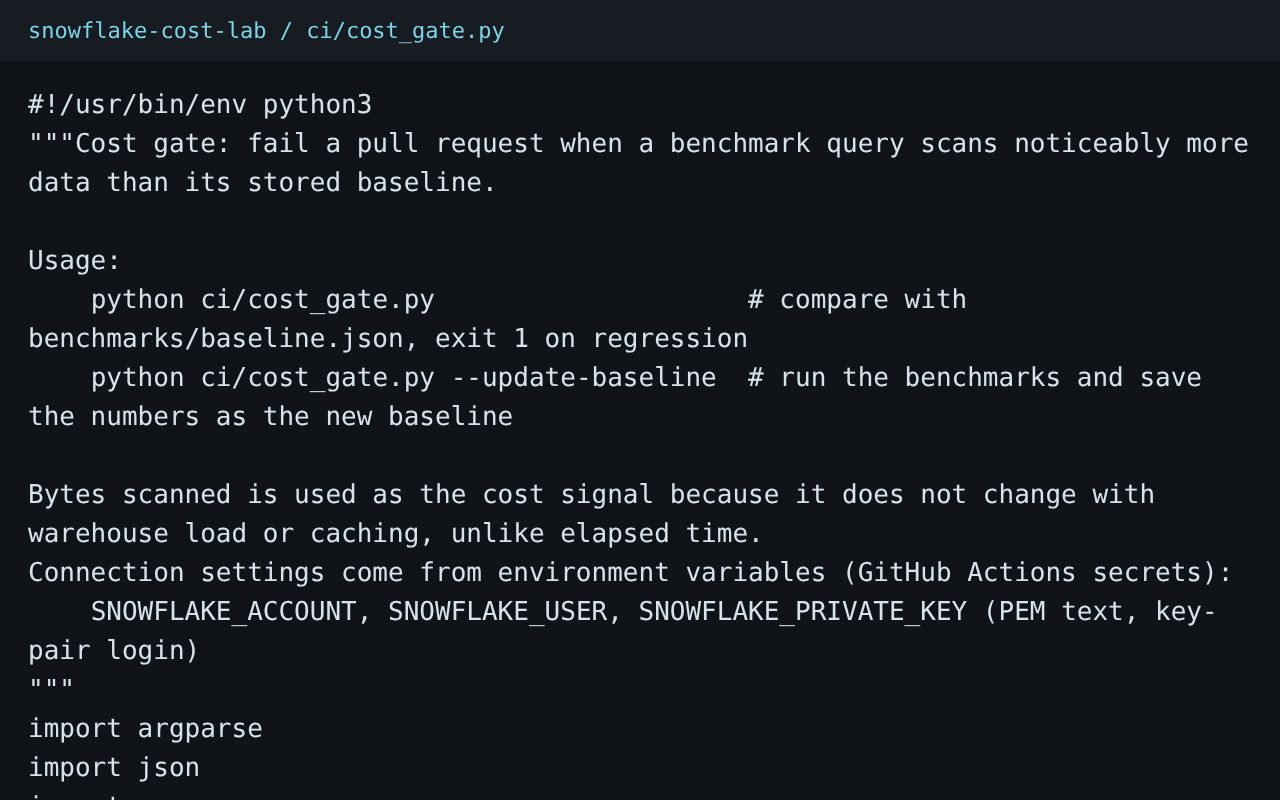 snowflake-cost-lab / ci/cost_gate.py
#!/usr/bin/env python3
"""Cost gate: fail a pull request when a benchmark query scans noticeably more
data than its stored baseline.
Usage:
    python ci/cost_gate.py                    # compare with
benchmarks/baseline.json, exit 1 on regression
    python ci/cost_gate.py --update-baseline  # run the benchmarks and save
the numbers as the new baseline
Bytes scanned is used as the cost signal because it does not change with
warehouse load or caching, unlike elapsed time.
Connection settings come from environment variables (GitHub Actions secrets):
    SNOWFLAKE_ACCOUNT, SNOWFLAKE_USER, SNOWFLAKE_PRIVATE_KEY (PEM text, key-
pair login)
"""
import argparse
import json